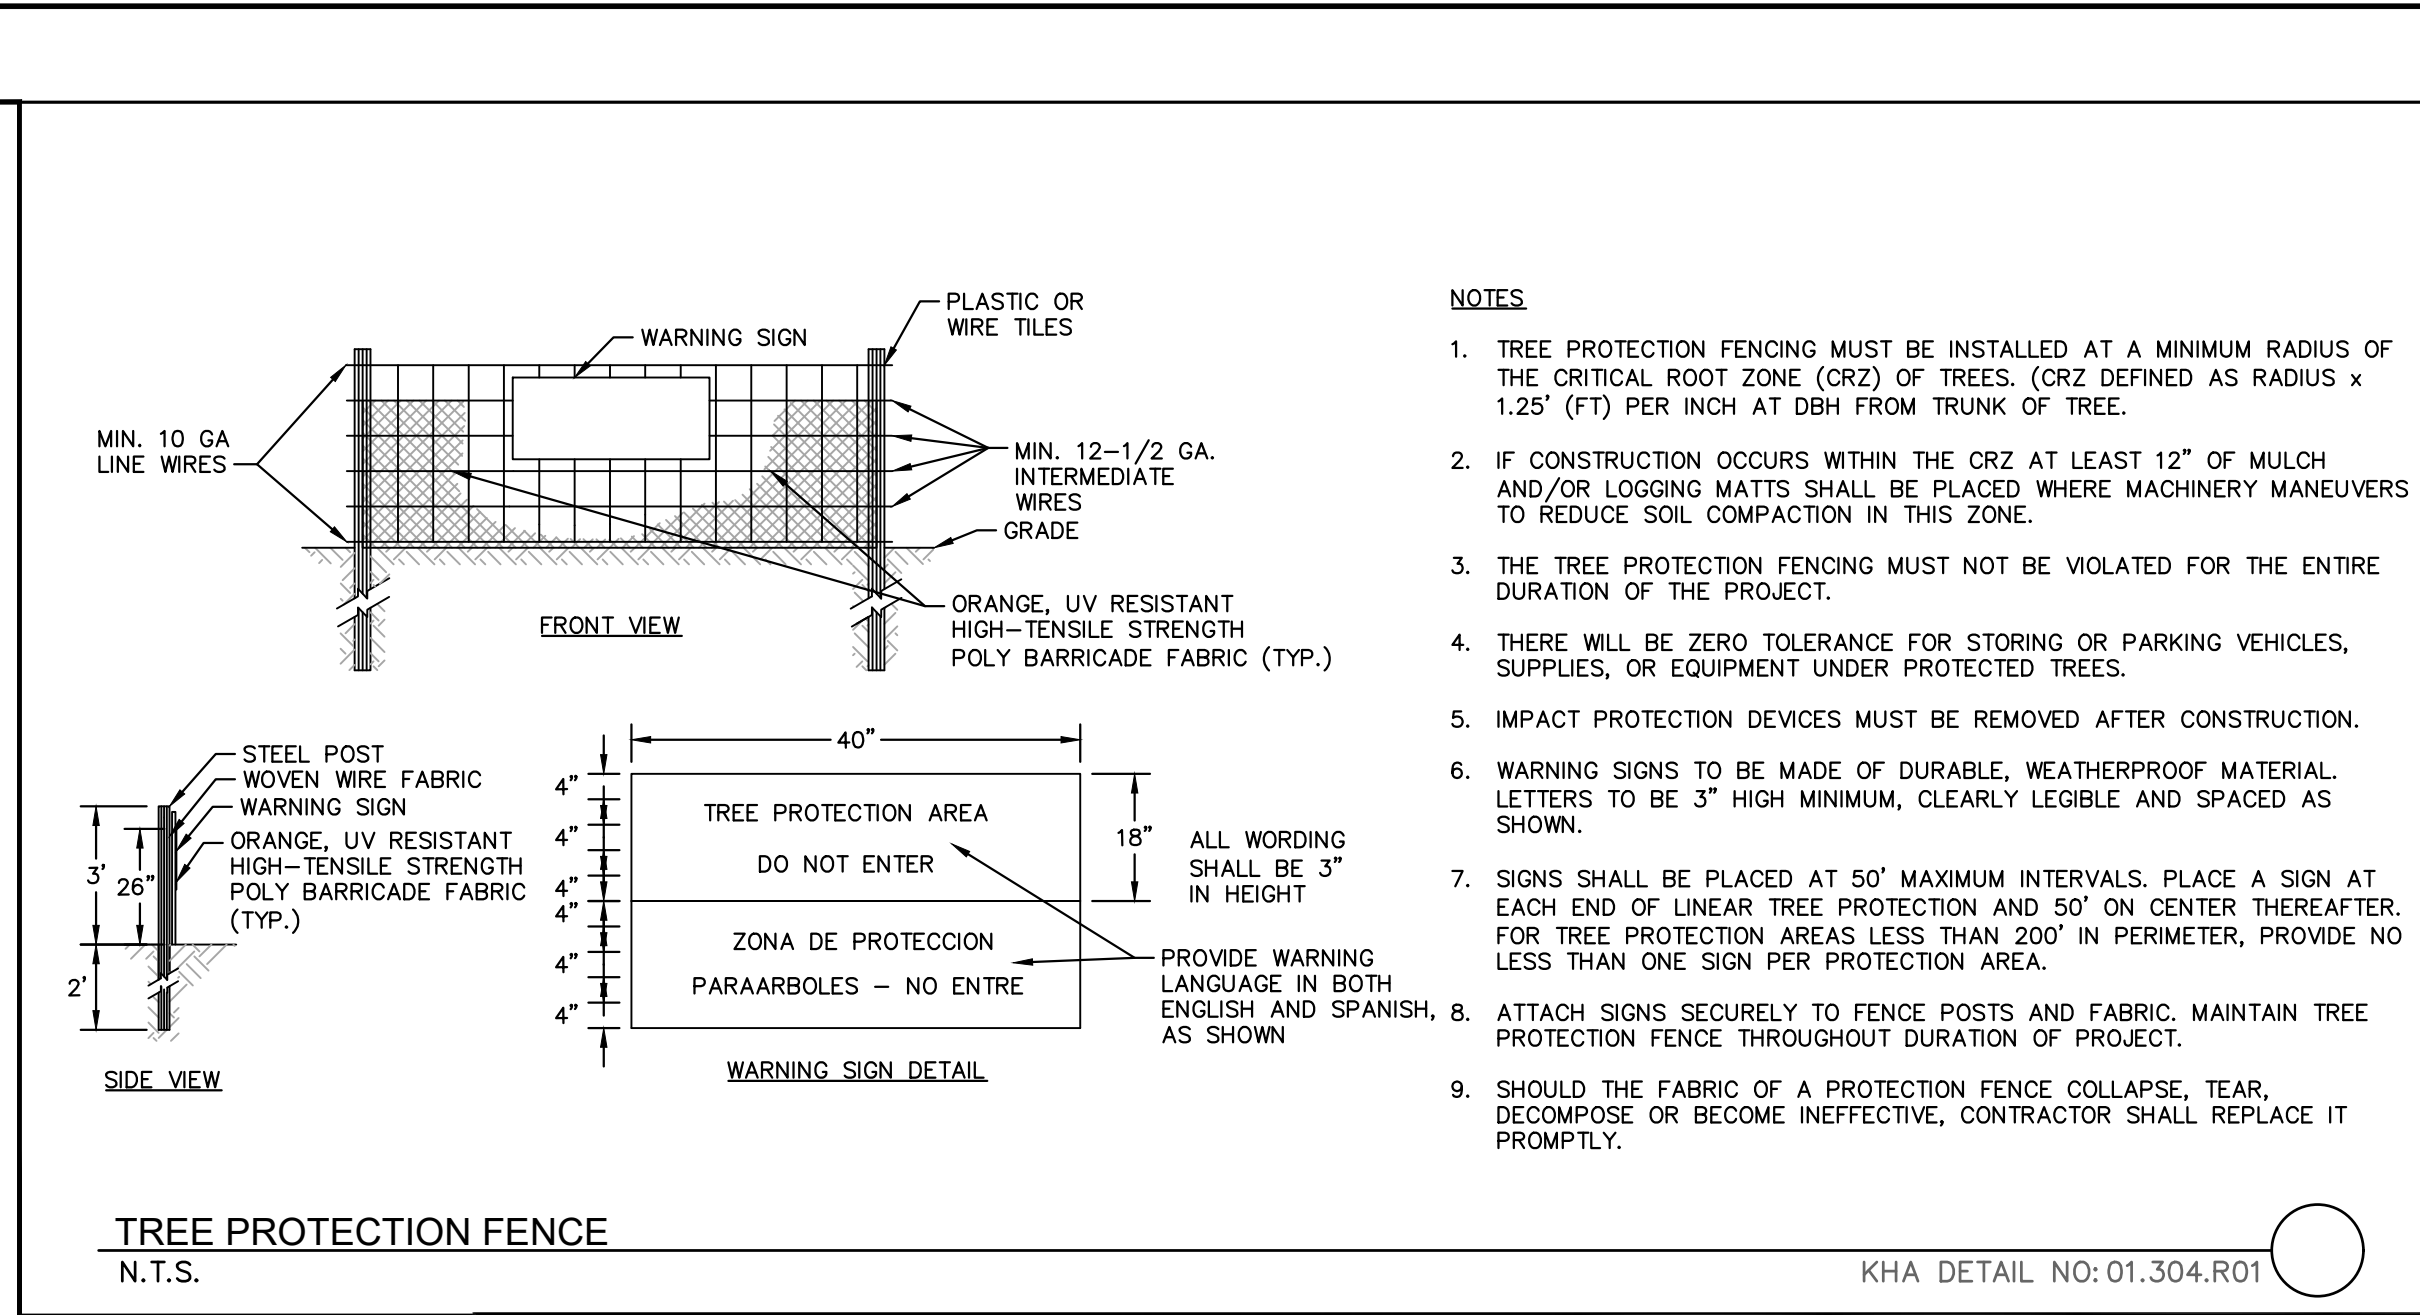 PLASTIC OR
WIRE TILES
WARNING SIGN
MIN. 10 GA
LINE WIRES
MIN. 12-1/2 GA.
INTERMEDIATE
WIRES
GRADE
ORANGE, UV RESISTANT
HIGH-TENSILE STRENGTH
POLY BARRICADE FABRIC (TYP.)
FRONT VIEW
STEEL POST
WOVEN WIRE FABRIC
WARNING SIGN
ORANGE, UV RESISTANT
HIGH-TENSILE STRENGTH
POLY BARRICADE FABRIC
(TYP.)
3'
26"
2'
SIDE VIEW
40"
4"
4"
4"
4"
4"
4"
TREE PROTECTION AREA
DO NOT ENTER
ZONA DE PROTECCION
PARAARBOLES - NO ENTRE
18"
ALL WORDING
SHALL BE 3"
IN HEIGHT
PROVIDE WARNING
LANGUAGE IN BOTH
ENGLISH AND SPANISH,
AS SHOWN
WARNING SIGN DETAIL
NOTES
1. TREE PROTECTION FENCING MUST BE INSTALLED AT A MINIMUM RADIUS OF
THE CRITICAL ROOT ZONE (CRZ) OF TREES. (CRZ DEFINED AS RADIUS x
1.25' (FT) PER INCH AT DBH FROM TRUNK OF TREE.
2. IF CONSTRUCTION OCCURS WITHIN THE CRZ AT LEAST 12" OF MULCH
AND/OR LOGGING MATTS SHALL BE PLACED WHERE MACHINERY MANEUVERS
TO REDUCE SOIL COMPACTION IN THIS ZONE.
3. THE TREE PROTECTION FENCING MUST NOT BE VIOLATED FOR THE ENTIRE
DURATION OF THE PROJECT.
4. THERE WILL BE ZERO TOLERANCE FOR STORING OR PARKING VEHICLES,
SUPPLIES, OR EQUIPMENT UNDER PROTECTED TREES.
5. IMPACT PROTECTION DEVICES MUST BE REMOVED AFTER CONSTRUCTION.
6. WARNING SIGNS TO BE MADE OF DURABLE, WEATHERPROOF MATERIAL.
LETTERS TO BE 3" HIGH MINIMUM, CLEARLY LEGIBLE AND SPACED AS
SHOWN.
7. SIGNS SHALL BE PLACED AT 50' MAXIMUM INTERVALS. PLACE A SIGN AT
EACH END OF LINEAR TREE PROTECTION AND 50' ON CENTER THEREAFTER.
FOR TREE PROTECTION AREAS LESS THAN 200' IN PERIMETER, PROVIDE NO
LESS THAN ONE SIGN PER PROTECTION AREA.
8. ATTACH SIGNS SECURELY TO FENCE POSTS AND FABRIC. MAINTAIN TREE
PROTECTION FENCE THROUGHOUT DURATION OF PROJECT.
9. SHOULD THE FABRIC OF A PROTECTION FENCE COLLAPSE, TEAR,
DECOMPOSE OR BECOME INEFFECTIVE, CONTRACTOR SHALL REPLACE IT
PROMPTLY.
TREE PROTECTION FENCE
N.T.S.
KHA DETAIL NO: 01.304.R01